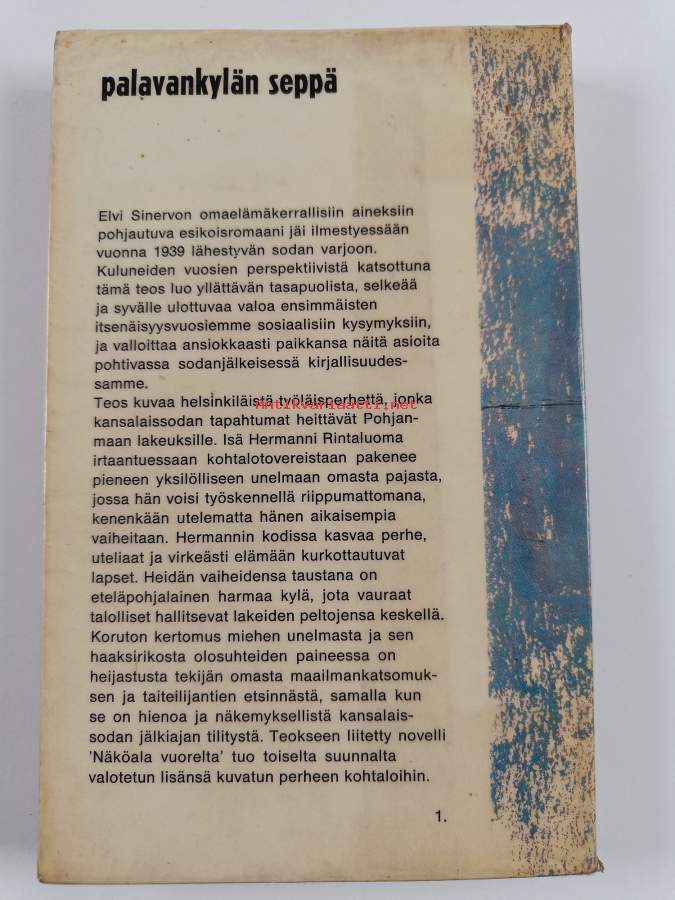 palavankylän seppä
Elvi Sinervon omaelämäkerrallisiin aineksiin
pohjautuva esikoisromaani jäi ilmestyessään
vuonna 1939 lähestyvän sodan varjoon.
Kuluneiden vuosien perspektiivistä katsottuna
tämä teos luo yllättävän tasapuolista, selkeää
ja syvälle ulottuvaa valoa ensimmäisten
itsenäisyysvuosiemme sosiaalisiin kysymyksiin,
ja valloittaa ansiokkaasti paikkansa näitä asioita
pohtivassa sodanjälkeisessä kirjallisuudes-
samme.
Teos kuvaa helsinkiläistä työläisperhettä, jonka
Antikvariaatti.net
kansalaissodan tapahtumat heittävät Pohjan-
maan lakeuksille. Isä Hermanni Rintaluoma
irtaantuessaan kohtalotovereistaan pakenee
pieneen yksilölliseen unelmaan omasta pajasta,
jossa hän voisi työskennellä riippumattomana,
kenenkään utelematta hänen aikaisempia
vaiheitaan. Hermannin kodissa kasvaa perhe,
uteliaat ja virkeästi elämään kurkottautuvat
lapset. Heidän vaiheidensa taustana on
eteläpohjalainen harmaa kylä, jota vauraat
talolliset hallitsevat lakeiden peltojensa keskellä.
Koruton kertomus miehen unelmasta ja sen
haaksirikosta olosuhteiden paineessa on
heijastusta tekijän omasta maailmankatsomuk-
sen ja taiteilijantien etsinnästä, samalla kun
se on hienoa ja näkemyksellistä kansalais-
sodan jälkiajan tilitystä. Teokseen liitetty novelli
'Näköala vuorelta' tuo toiselta suunnalta
valotetun lisänsä kuvatun perheen kohtaloihin.
1.